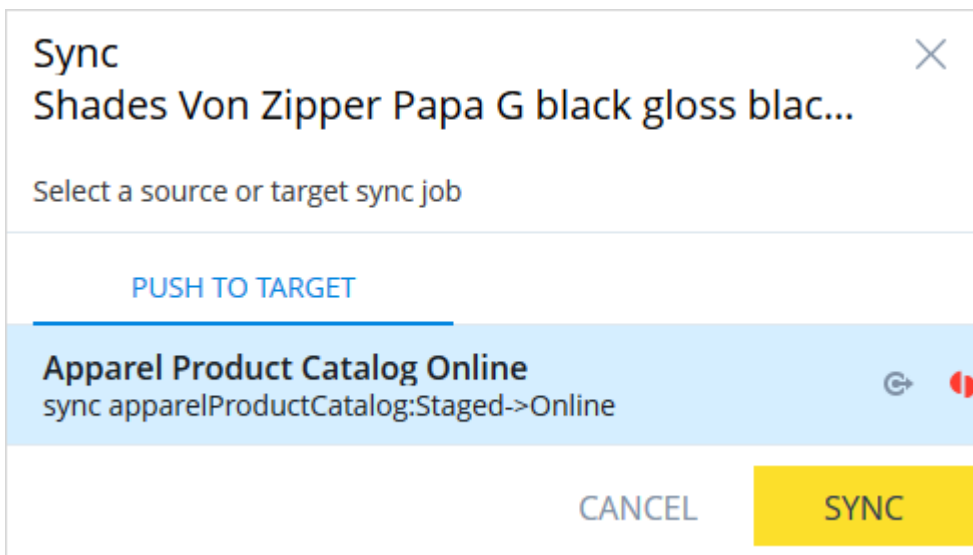 Sync
Shades Von Zipper Papa G black gloss blac...
Select a source or target sync job
PUSH TO TARGET
Apparel Product Catalog Online
sync apparelProductCatalog:Staged->Online
CANCEL
SYNC